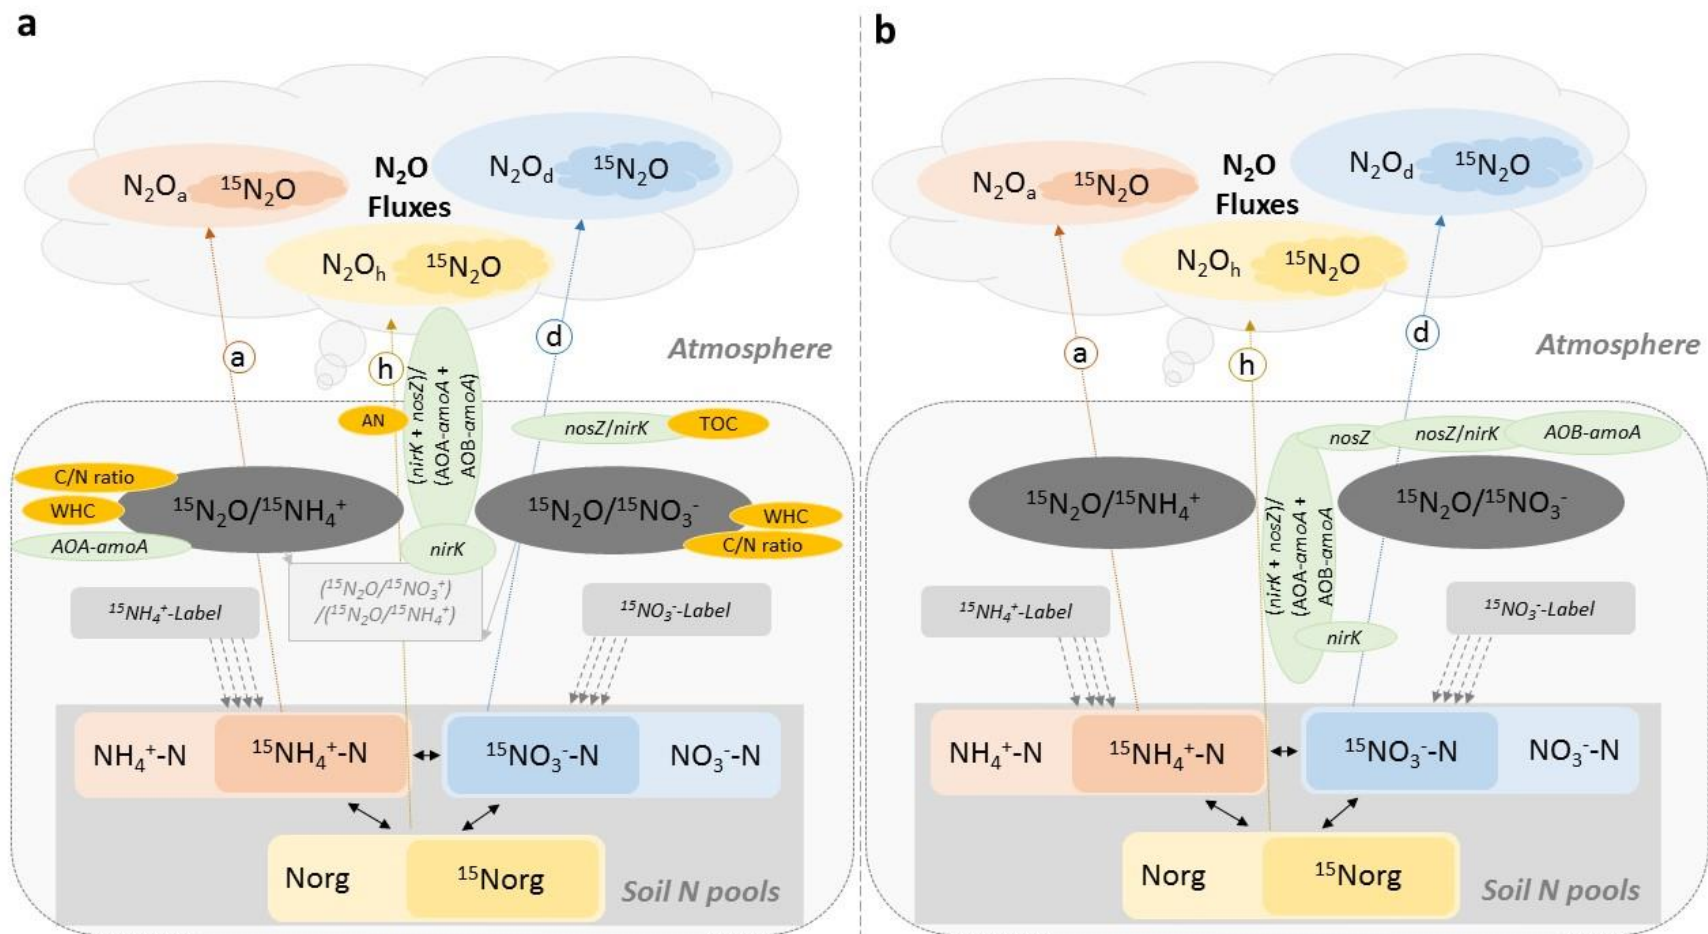 a
N₂Oₐ ¹⁵N₂O
N₂O
Fluxes
N₂O_d ¹⁵N₂O
N₂Oₕ ¹⁵N₂O
a
h
d
Atmosphere
AN
(nirK + nosZ)/
(AOA-amoA +
AOB-amoA)
nosZ/nirK
TOC
C/N ratio
WHC
AOA-amoA
¹⁵N₂O/¹⁵NH₄⁺
nirK
¹⁵N₂O/¹⁵NO₃⁻
WHC
C/N ratio
(¹⁵N₂O/¹⁵NO₃⁺)
/(¹⁵N₂O/¹⁵NH₄⁺)
¹⁵NH₄⁺-Label
¹⁵NO₃⁻-Label
NH₄⁺-N ¹⁵NH₄⁺-N
¹⁵NO₃⁻-N NO₃⁻-N
Norg ¹⁵Norg
Soil N pools
b
N₂Oₐ ¹⁵N₂O
N₂O
Fluxes
N₂O_d ¹⁵N₂O
N₂Oₕ ¹⁵N₂O
a
h
d
Atmosphere
nosZ
nosZ/nirK
AOB-amoA
¹⁵N₂O/¹⁵NH₄⁺
(nirK + nosZ)/
(AOA-amoA +
AOB-amoA
¹⁵N₂O/¹⁵NO₃⁻
¹⁵NH₄⁺-Label
nirK
¹⁵NO₃⁻-Label
NH₄⁺-N ¹⁵NH₄⁺-N
¹⁵NO₃⁻-N NO₃⁻-N
Norg ¹⁵Norg
Soil N pools